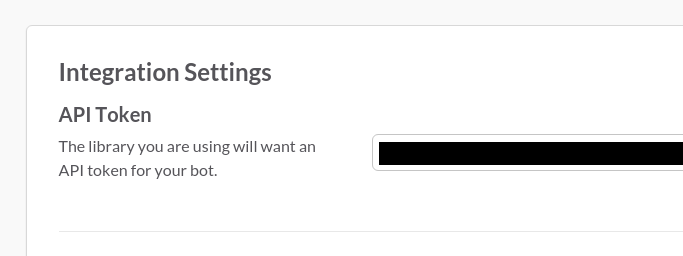 Integration Settings
API Token
The library you are using will want an
API token for your bot.